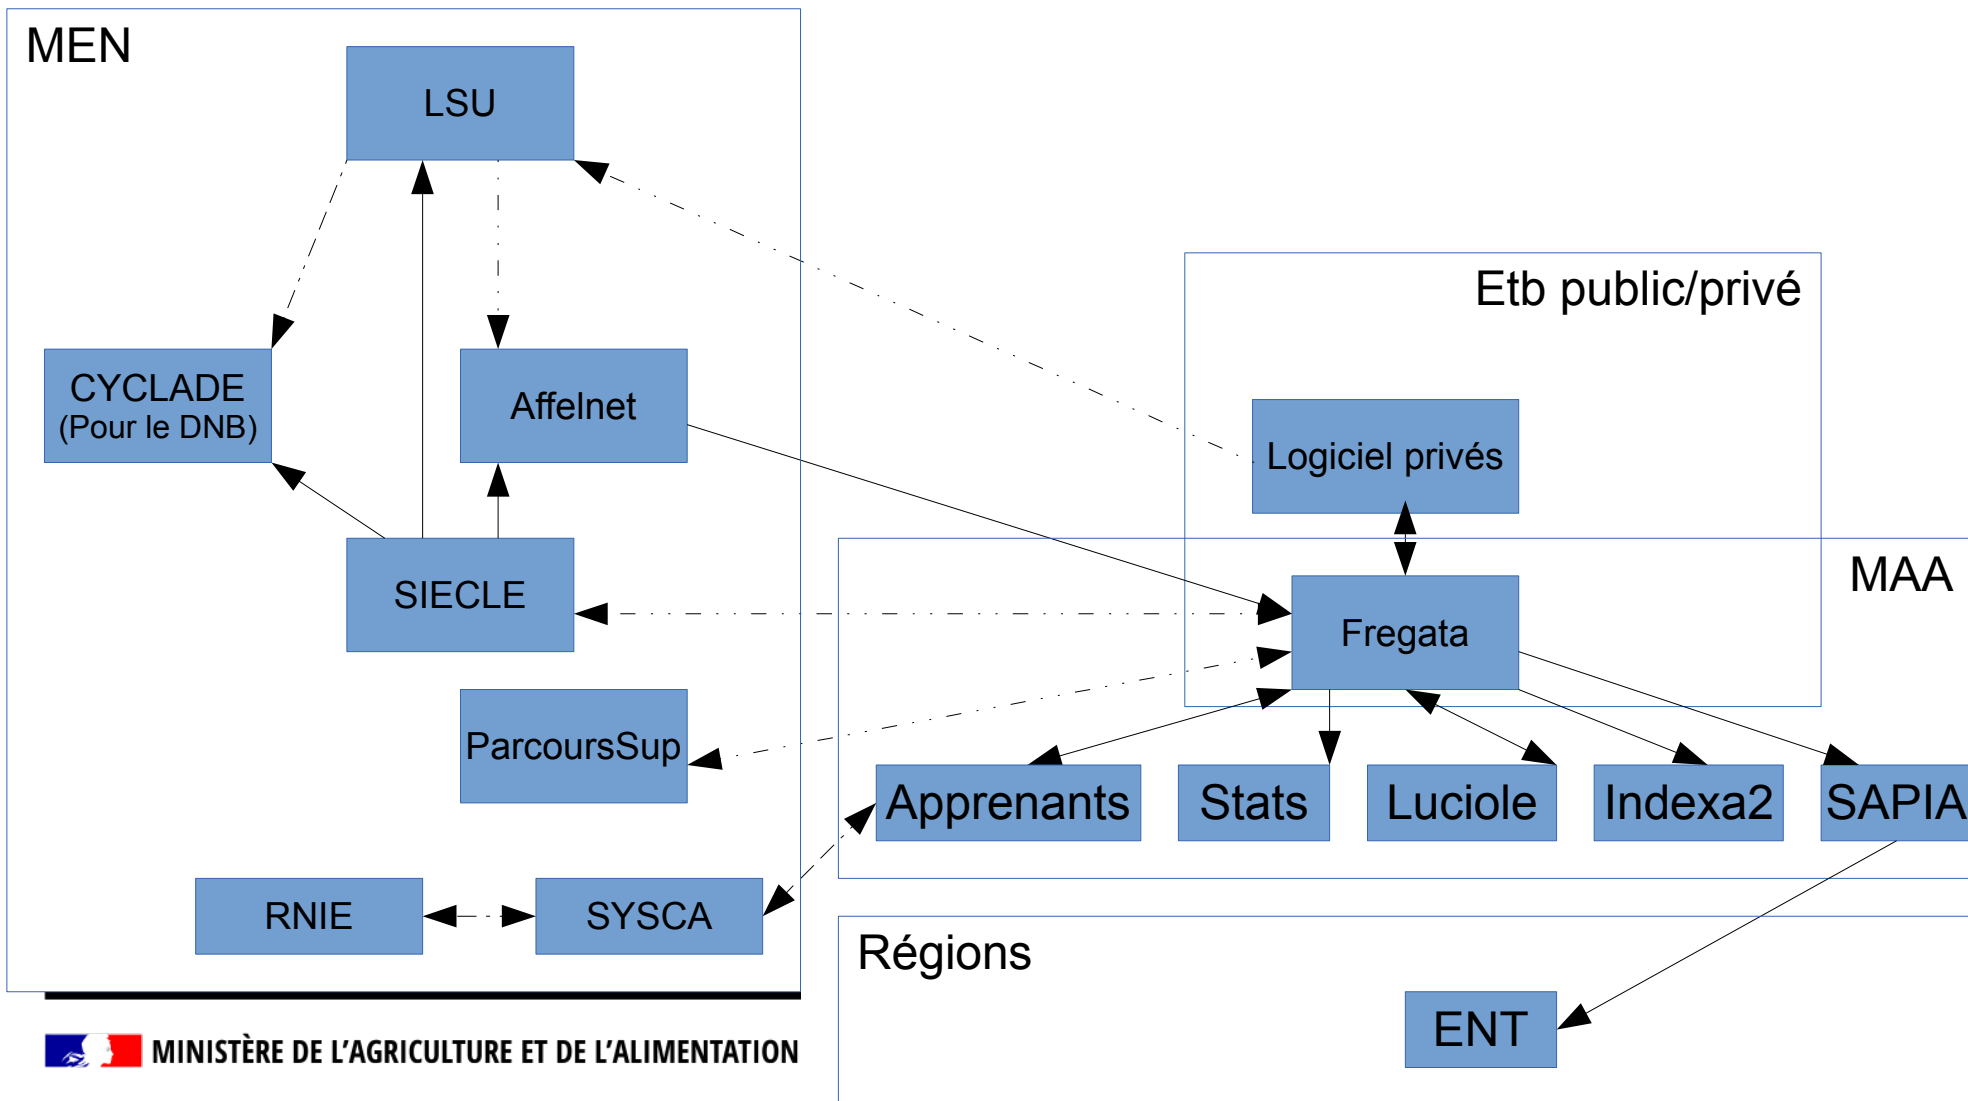 MEN
LSU
Etb public/privé
CYCLADE
(Pour le DNB)
Affelnet
Logiciel privés
MAA
SIECLE
Fregata
ParcoursSup
Apprenants
Stats
Luciole
Indexa2
SAPIA
RNIE
SYSCA
Régions
ENT
MINISTÈRE DE L'AGRICULTURE ET DE L'ALIMENTATION